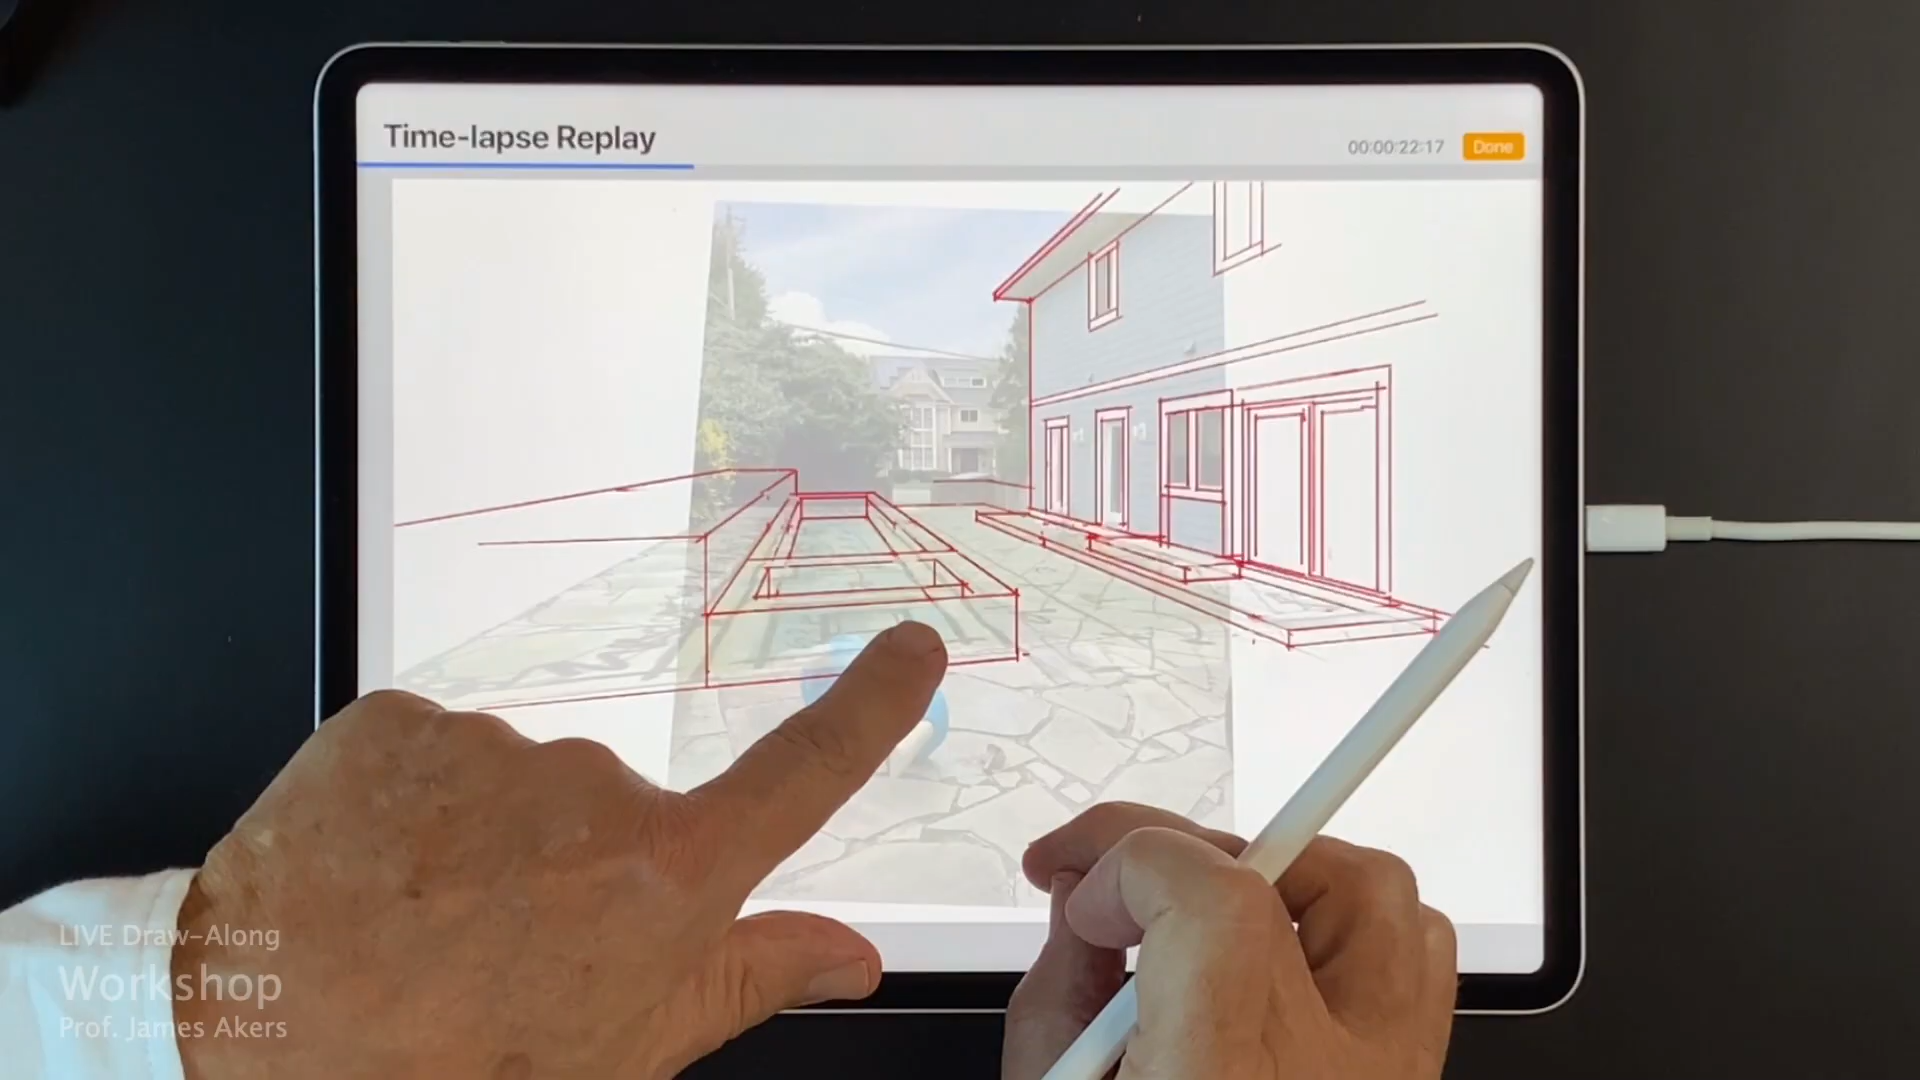 Time-lapse Replay
00:00:22:17
Done
LIVE Draw-Along
Workshop
Prof. James Akers